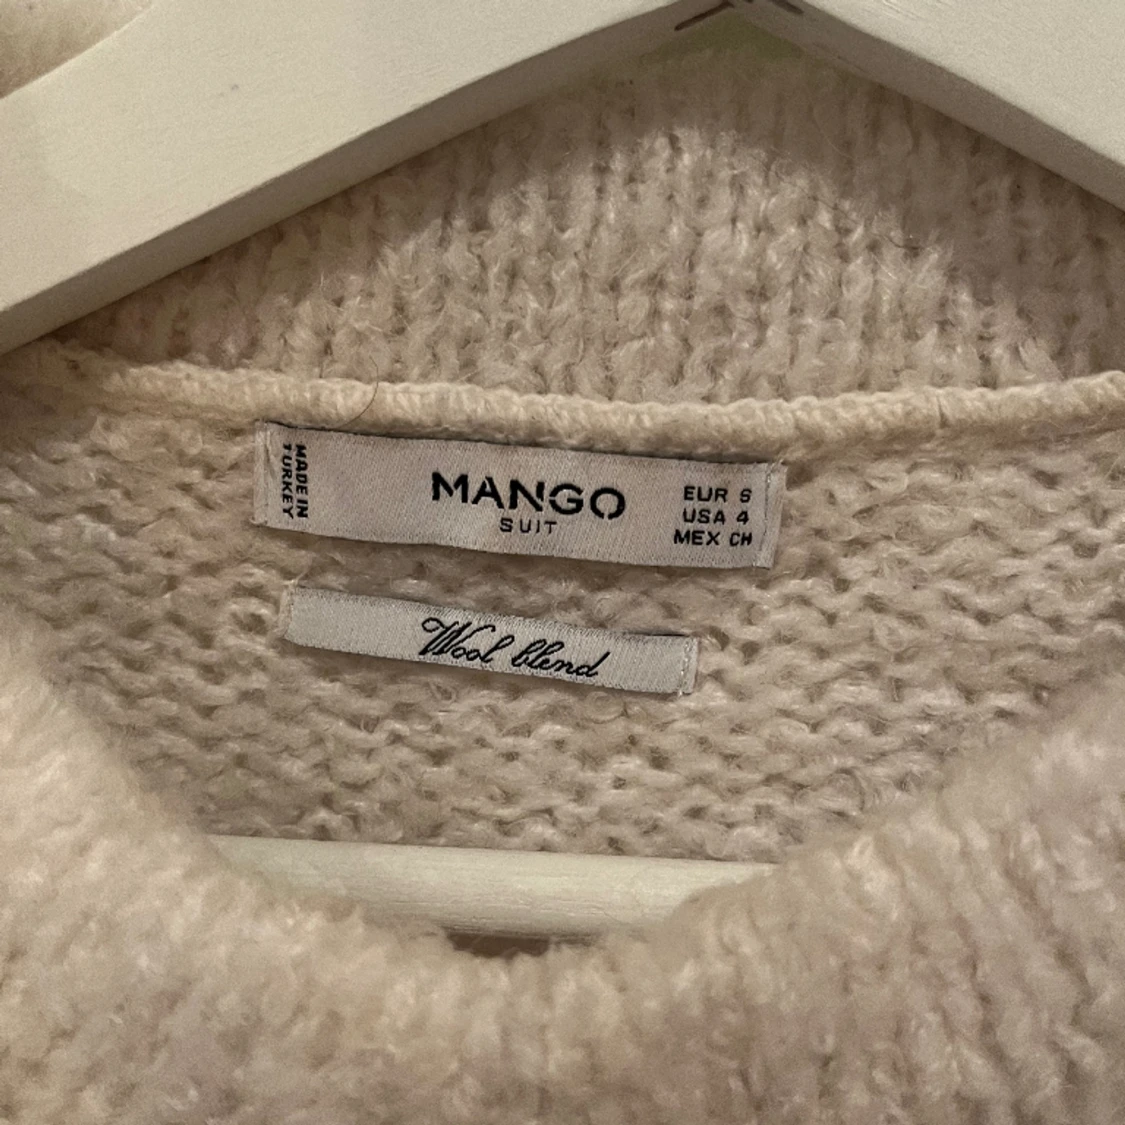 MADE IN
TURKEY
MANGO
SUIT
EUR S
USA 4
MEX CH
Wool blend